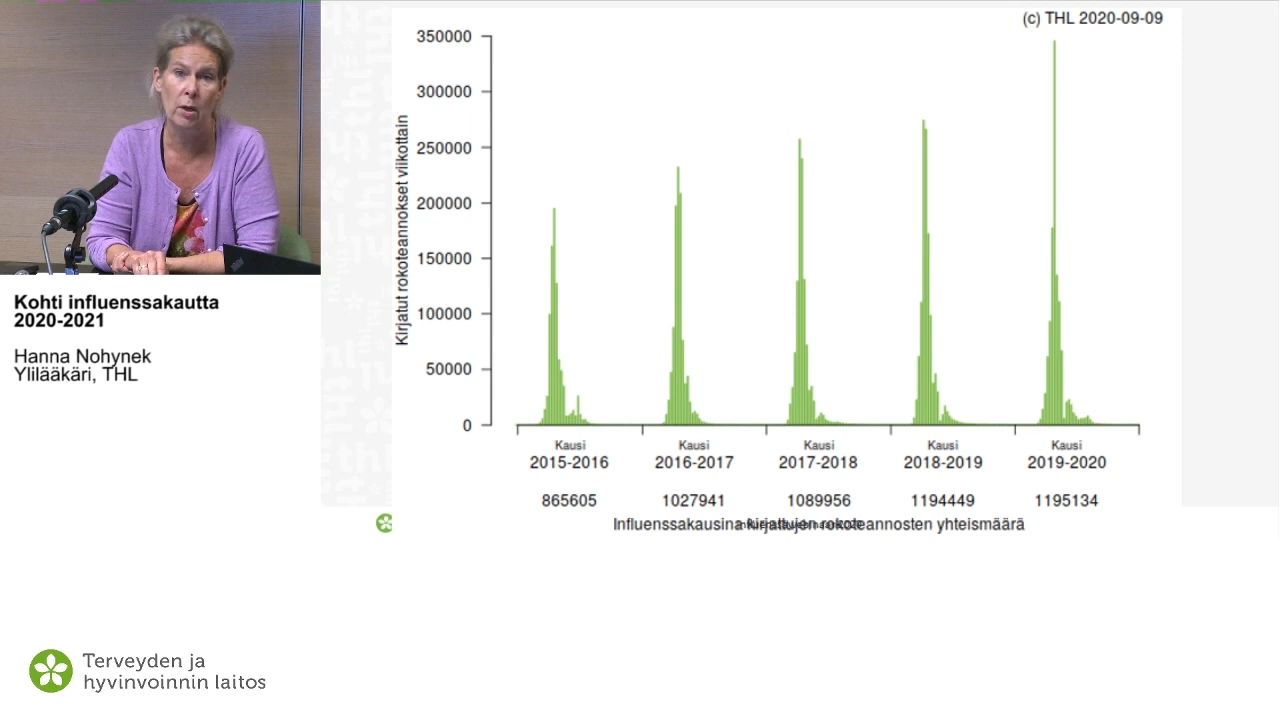 (c) THL 2020-09-09
Kirjatut rokoteannokset viikottain
350000
300000
250000
200000
150000
100000
50000
0
Kausi Kausi Kausi Kausi Kausi
2015-2016 2016-2017 2017-2018 2018-2019 2019-2020
865605 1027941 1089956 1194449 1195134
Influenssakausina kirjattujen rokoteannosten yhteismäärä
Kohti influenssakautta
2020-2021
Hanna Nohynek
Ylilääkäri, THL
Terveyden ja
hyvinvoinnin laitos